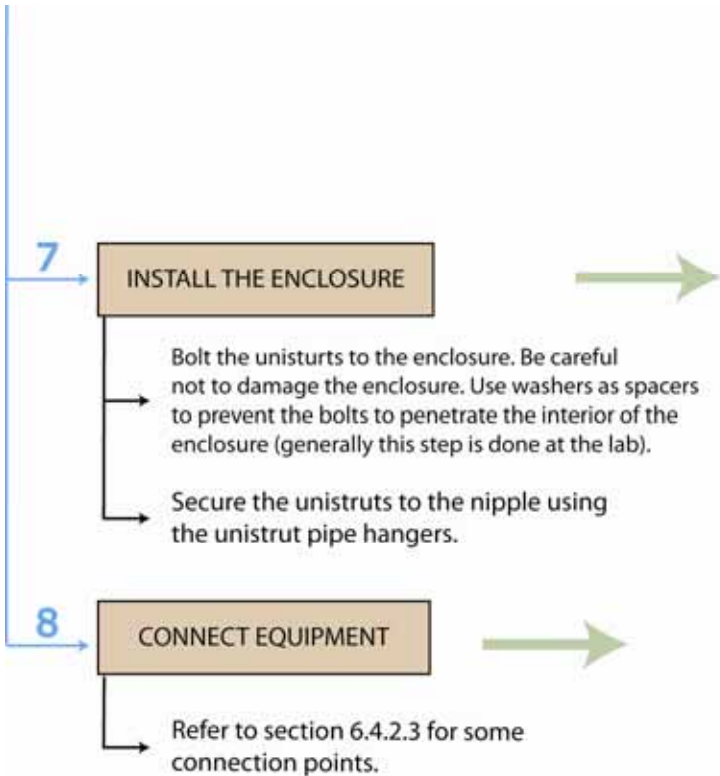 7
INSTALL THE ENCLOSURE
Bolt the unisturts to the enclosure. Be careful
not to damage the enclosure. Use washers as spacers
to prevent the bolts to penetrate the interior of the
enclosure (generally this step is done at the lab).
Secure the unistruts to the nipple using
the unistrut pipe hangers.
8
CONNECT EQUIPMENT
Refer to section 6.4.2.3 for some
connection points.